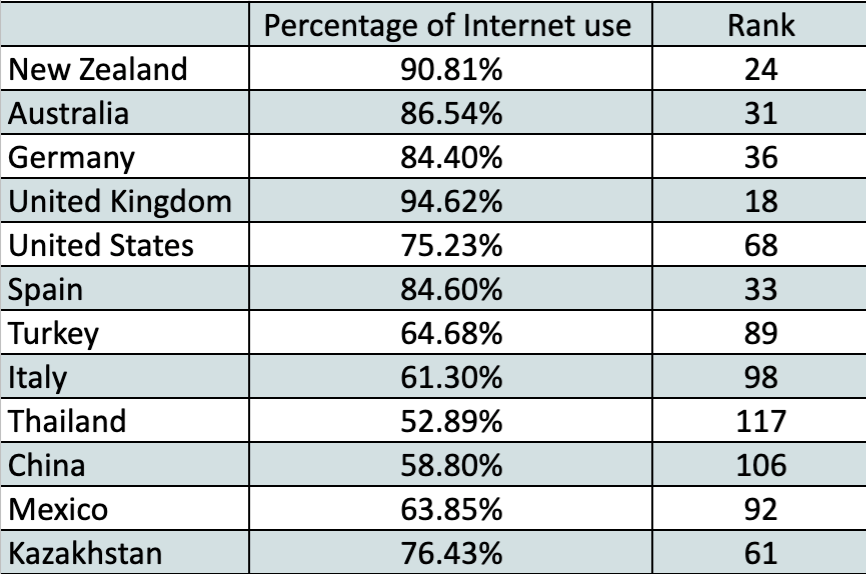 Percentage of Internet use Rank
New Zealand 90.81% 24
Australia 86.54% 31
Germany 84.40% 36
United Kingdom 94.62% 18
United States 75.23% 68
Spain 84.60% 33
Turkey 64.68% 89
Italy 61.30% 98
Thailand 52.89% 117
China 58.80% 106
Mexico 63.85% 92
Kazakhstan 76.43% 61